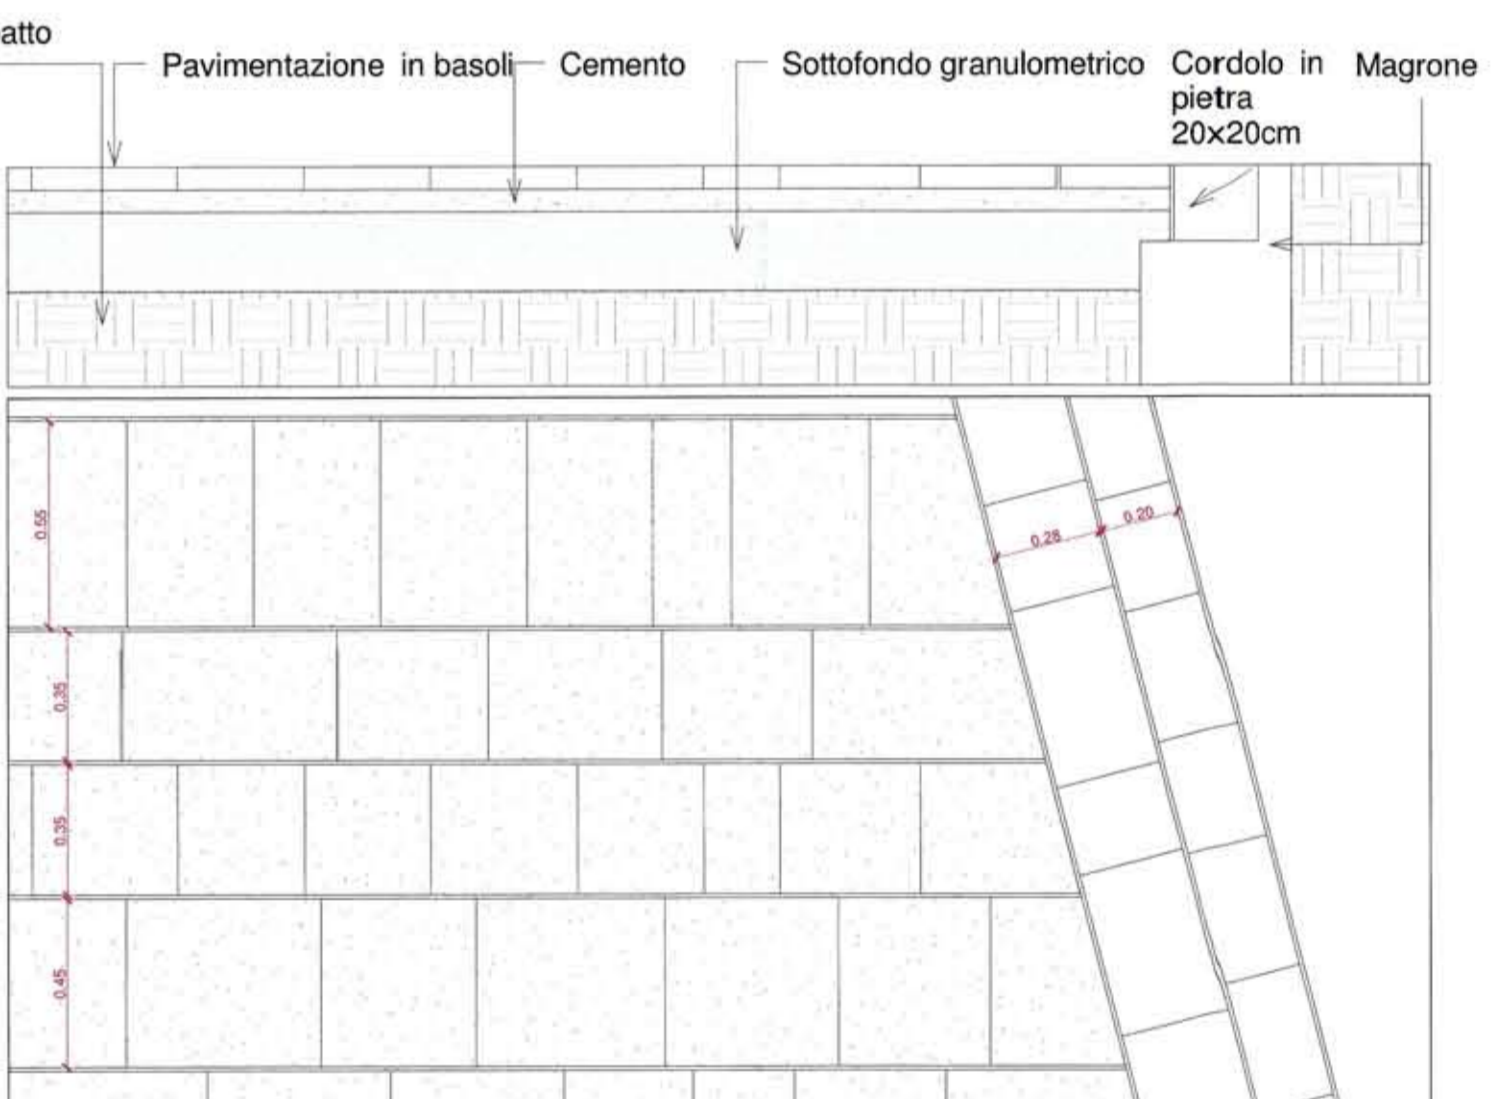 atto
Pavimentazione in basoli
Cemento
Sottofondo granulometrico
Cordolo in
pietra
20x20cm
Magrone
0.55
0.28
0.20
0.35
0.35
0.45